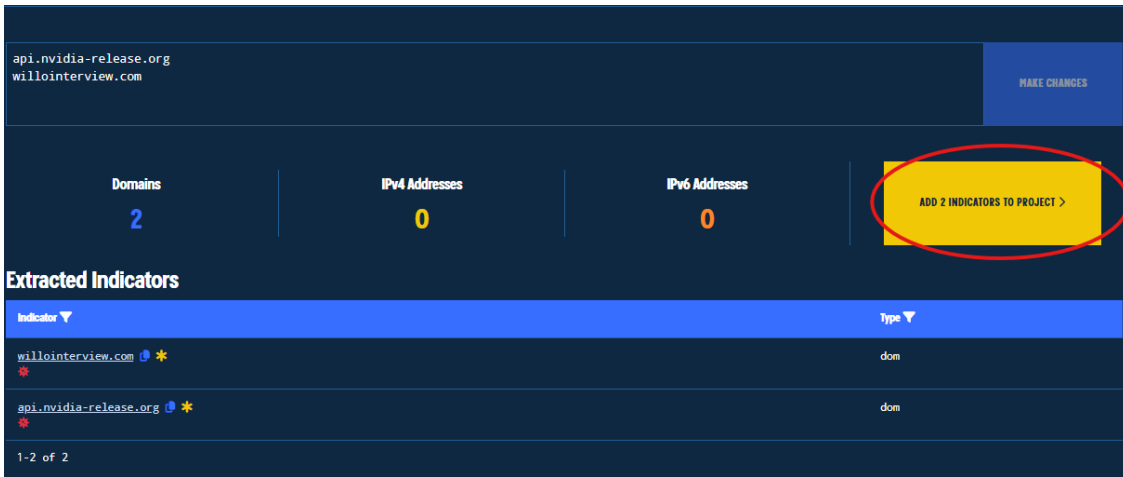 api.nvidia-release.org
willointerview.com
MAKE CHANGES
Domains
2
IPv4 Addresses
0
IPv6 Addresses
0
ADD 2 INDICATORS TO PROJECT >
Extracted Indicators
Indicator Type
willointerview.com dom
api.nvidia-release.org dom
1-2 of 2